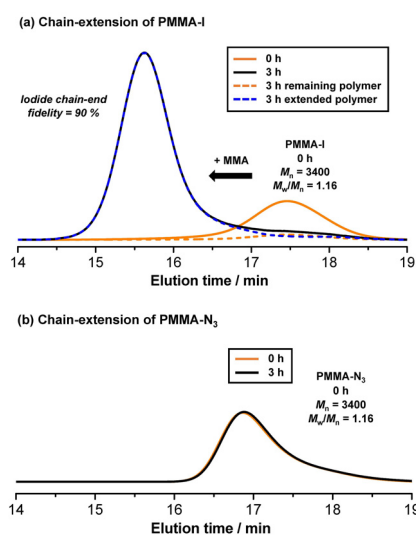 (a) Chain-extension of PMMA-I
0 h
3 h
3 h remaining polymer
3 h extended polymer
Iodide chain-end
fidelity = 90 %
+ MMA
PMMA-I
0 h
Mn = 3400
Mw/Mn = 1.16
14 15 16 17 18 19
Elution time / min
(b) Chain-extension of PMMA-N3
0 h
3 h
PMMA-N3
0 h
Mn = 3400
Mw/Mn = 1.16
14 15 16 17 18 19
Elution time / min